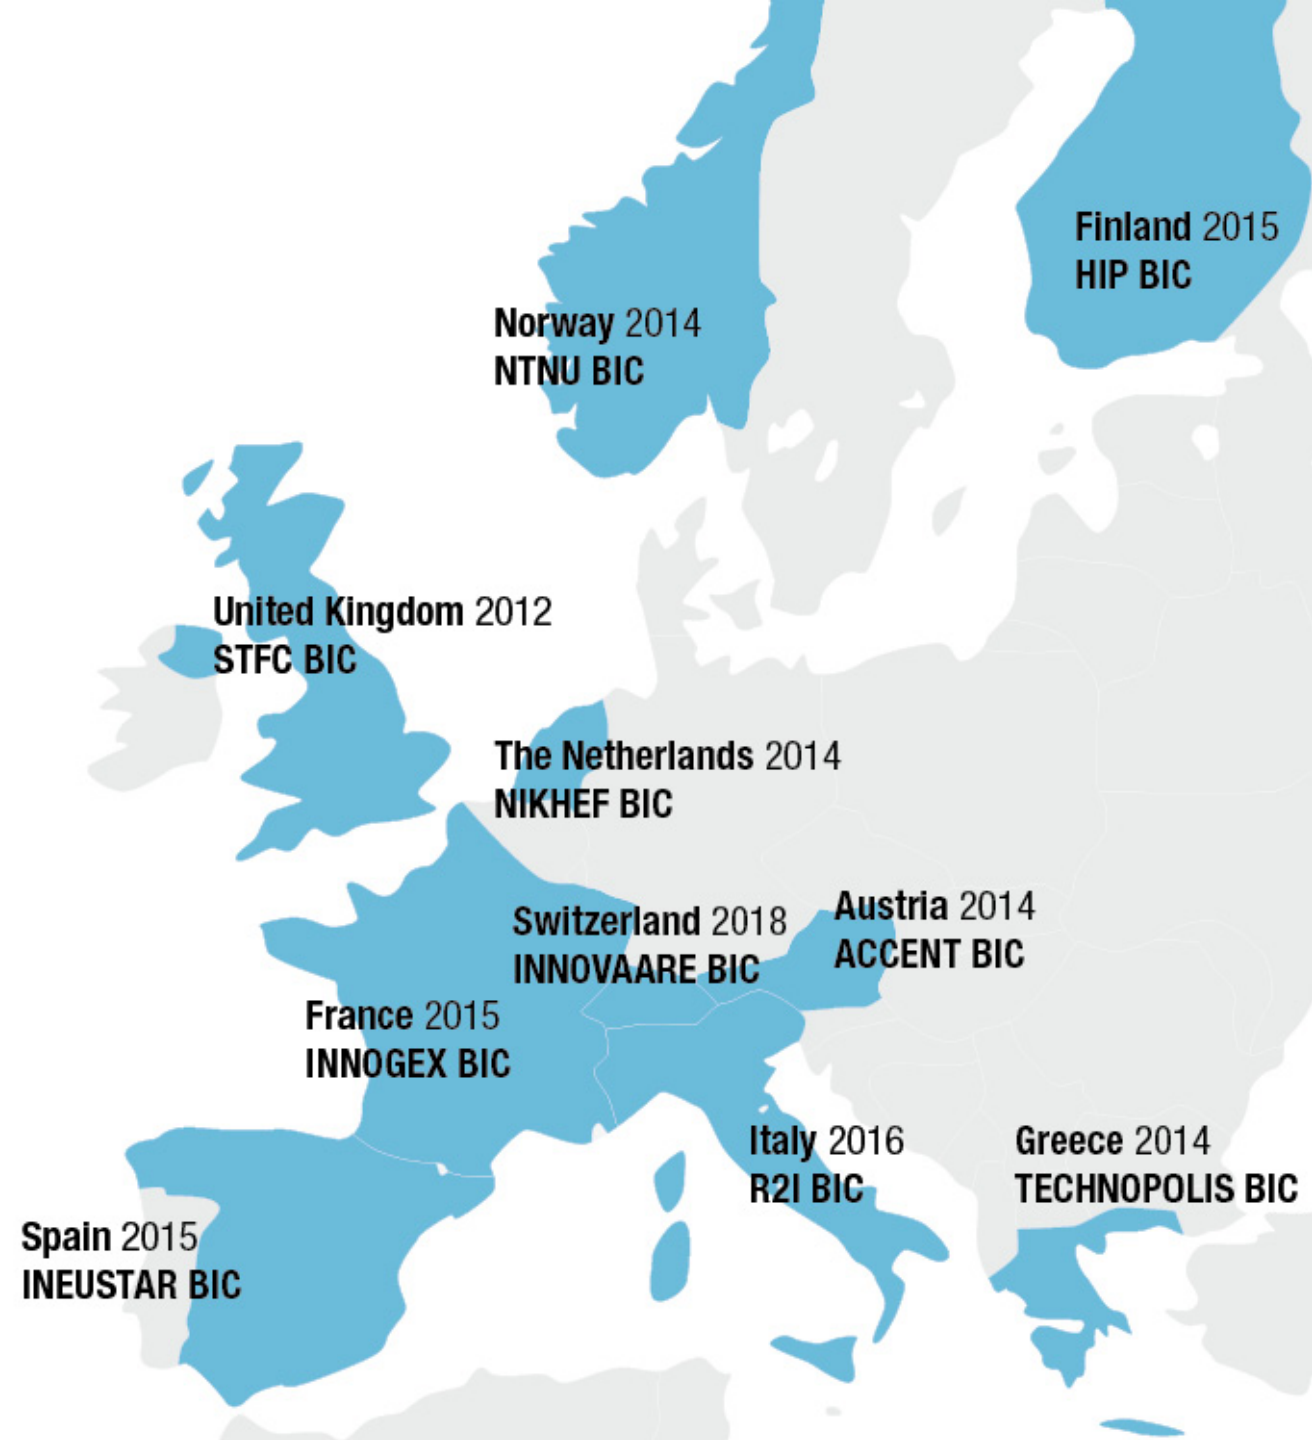 Finland 2015
HIP BIC
Norway 2014
NTNU BIC
United Kingdom 2012
STFC BIC
The Netherlands 2014
NIKHEF BIC
Austria 2014
ACCENT BIC
Switzerland 2018
INNOVAARE BIC
France 2015
INNOGEX BIC
Italy 2016
R2I BIC
Greece 2014
TECHNOPOLIS BIC
Spain 2015
INEUSTAR BIC